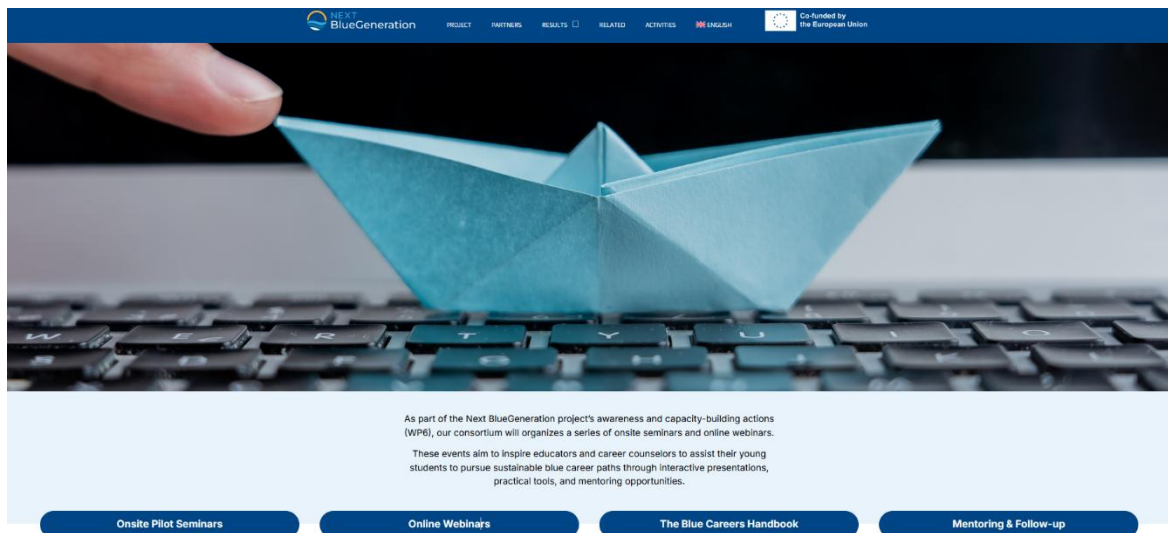 NEXT
BlueGeneration
PROJECT PARTNERS RESULTS RELATED ACTIVITIES ENGLISH
Co-funded by
the European Union
W E R T Y U I O
S D F G H J K L
As part of the Next BlueGeneration project's awareness and capacity-building actions
(WP6), our consortium will organizes a series of onsite seminars and online webinars.
These events aim to inspire educators and career counselors to assist their young
students to pursue sustainable blue career paths through interactive presentations,
practical tools, and mentoring opportunities.
Onsite Pilot Seminars
Online Webinars
The Blue Careers Handbook
Mentoring & Follow-up